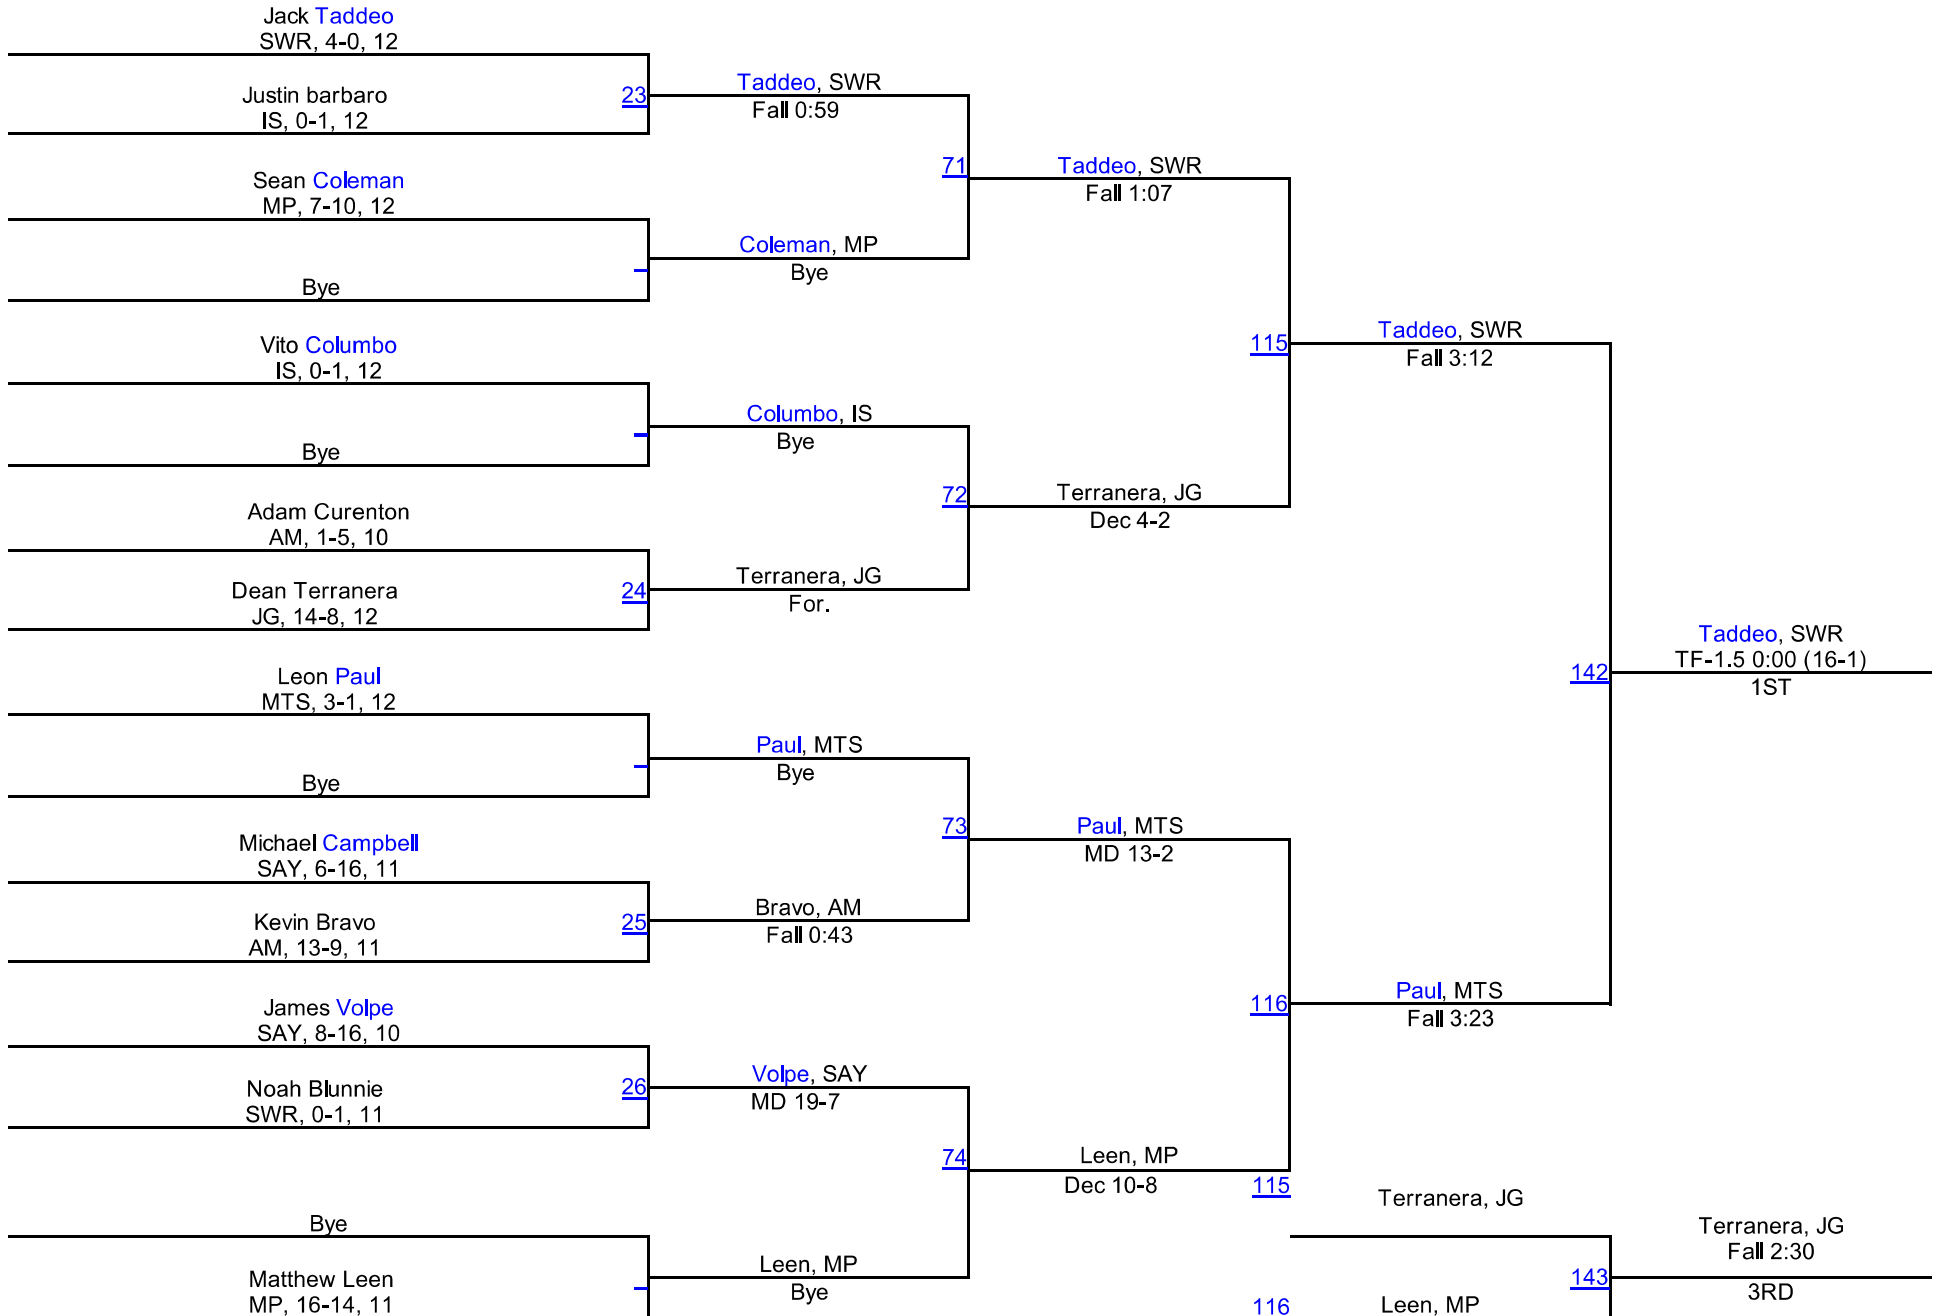 Jack Taddeo
SWR, 4-0, 12
Justin barbaro
IS, 0-1, 12
Sean Coleman
MP, 7-10, 12
Bye
Vito Columbo
IS, 0-1, 12
Bye
Adam Curenton
AM, 1-5, 10
Dean Terranera
JG, 14-8, 12
Leon Paul
MTS, 3-1, 12
Bye
Michael Campbell
SAY, 6-16, 11
Kevin Bravo
AM, 13-9, 11
James Volpe
SAY, 8-16, 10
Noah Blunnie
SWR, 0-1, 11
Bye
Matthew Leen
MP, 16-14, 11
23
24
25
26
Taddeo, SWR
Fall 0:59
Coleman, MP
Bye
Columbo, IS
Bye
Terranera, JG
For.
Paul, MTS
Bye
Bravo, AM
Fall 0:43
Volpe, SAY
MD 19-7
Leen, MP
Bye
71
72
73
74
Taddeo, SWR
Fall 1:07
Terranera, JG
Dec 4-2
Paul, MTS
MD 13-2
Leen, MP
Dec 10-8
115
116
Taddeo, SWR
Fall 3:12
Paul, MTS
Fall 3:23
142
Taddeo, SWR
TF-1.5 0:00 (16-1)
1ST
115
Terranera, JG
116
Leen, MP
143
Terranera, JG
Fall 2:30
3RD